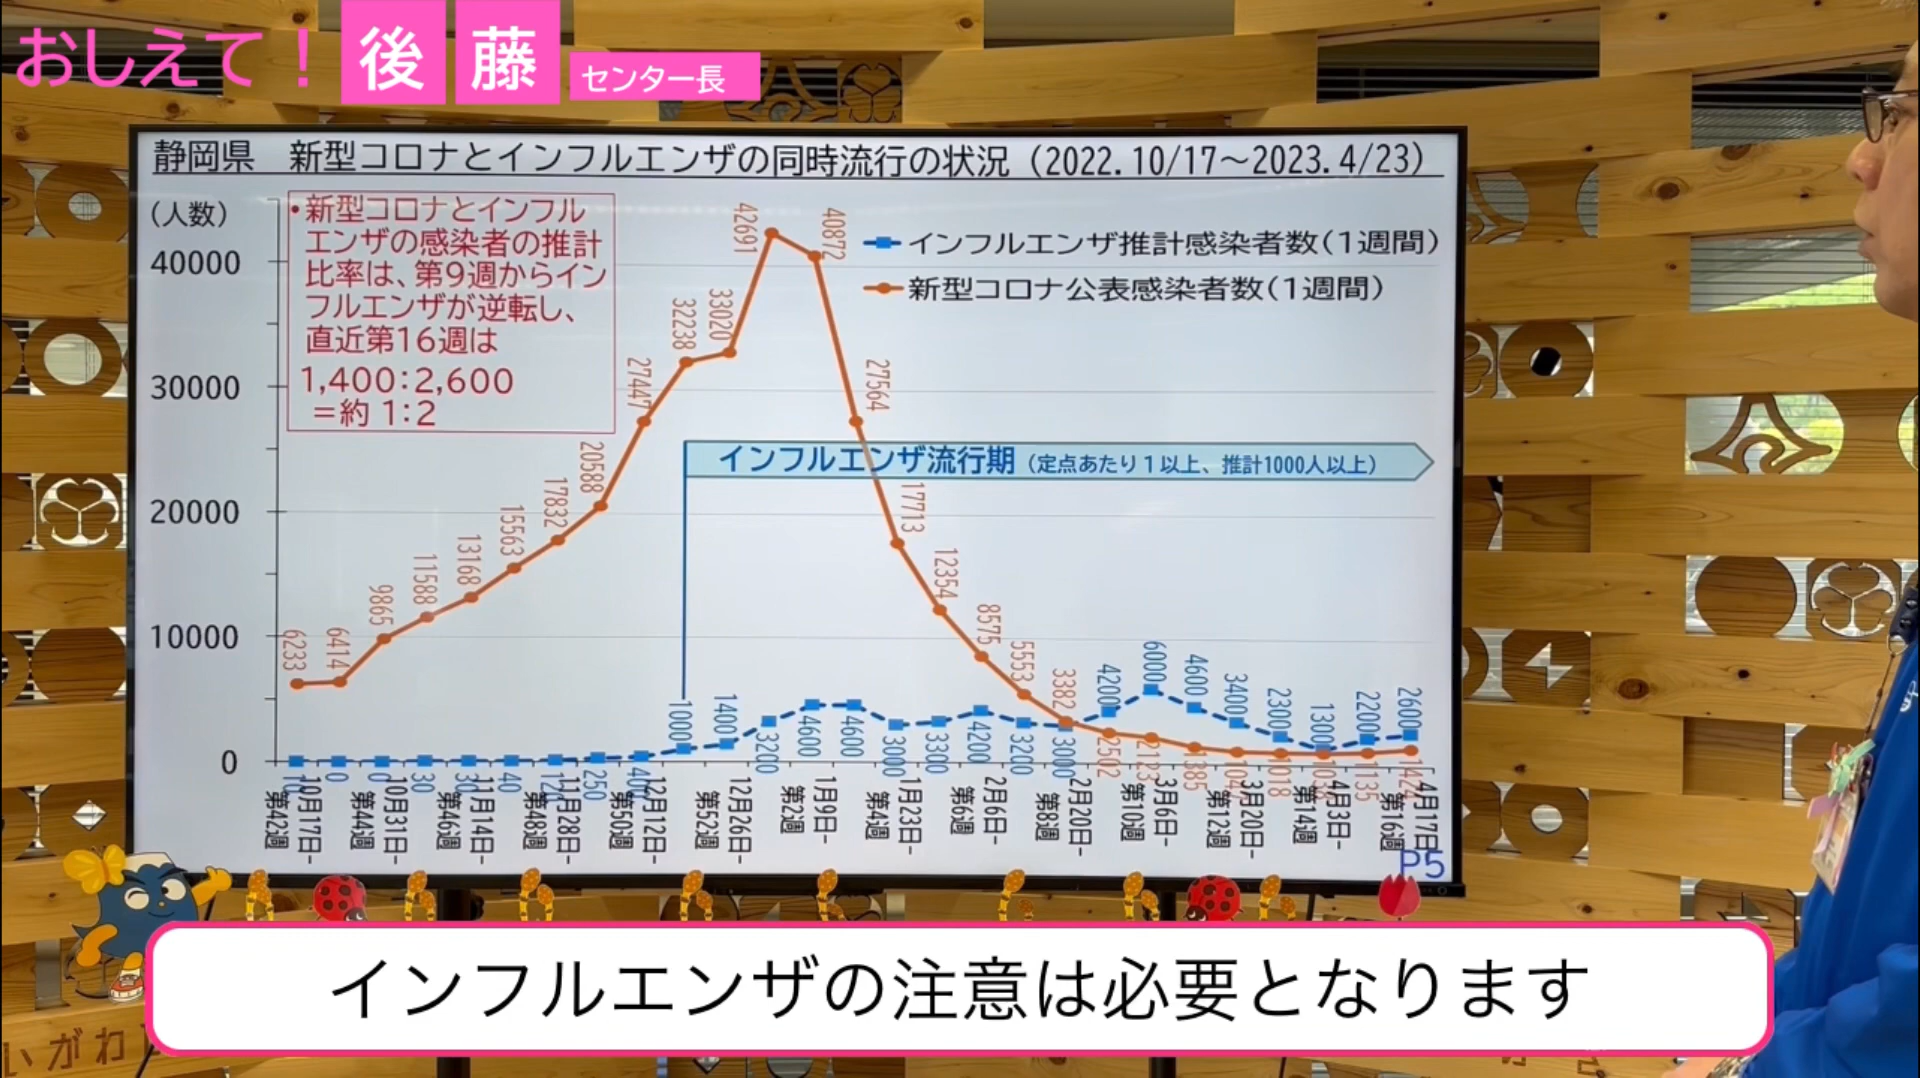 おしえて！後藤センター長
静岡県 新型コロナとインフルエンザの同時流行の状況（2022.10/17～2023.4/23）
（人数）
・新型コロナとインフル
エンザの感染者の推計
比率は、第9週からイン
フルエンザが逆転し、
直近第16週は
1,400：2,600
＝約 1：2
インフルエンザ推計感染者数（1週間）
新型コロナ公表感染者数（1週間）
インフルエンザ流行期（定点あたり１以上、推計1000人以上）
40000
30000
20000
10000
0
6233 6414 9865 11588 13168 15563 17832 20588 27447 32238 33020 42691 40872 27564 17713 12354 8575 5553 3382 2502 2123 1385 1018 1135
10 0 0 30 30 40 120 250 1000 1400 3200 4600 4600 3000 3300 4200 3200 3000 4200 6000 4600 3400 2300 1300 2200 2600
第42週 10月17日- 第44週 10月31日- 第46週 11月14日- 第48週 11月28日- 第50週 12月12日- 第52週 12月26日- 第2週 1月9日- 第4週 1月23日- 第6週 2月6日- 第8週 2月20日- 第10週 3月6日- 第12週 3月20日- 第14週 4月3日- 第16週 4月17日-
P5
インフルエンザの注意は必要となります
いがわ